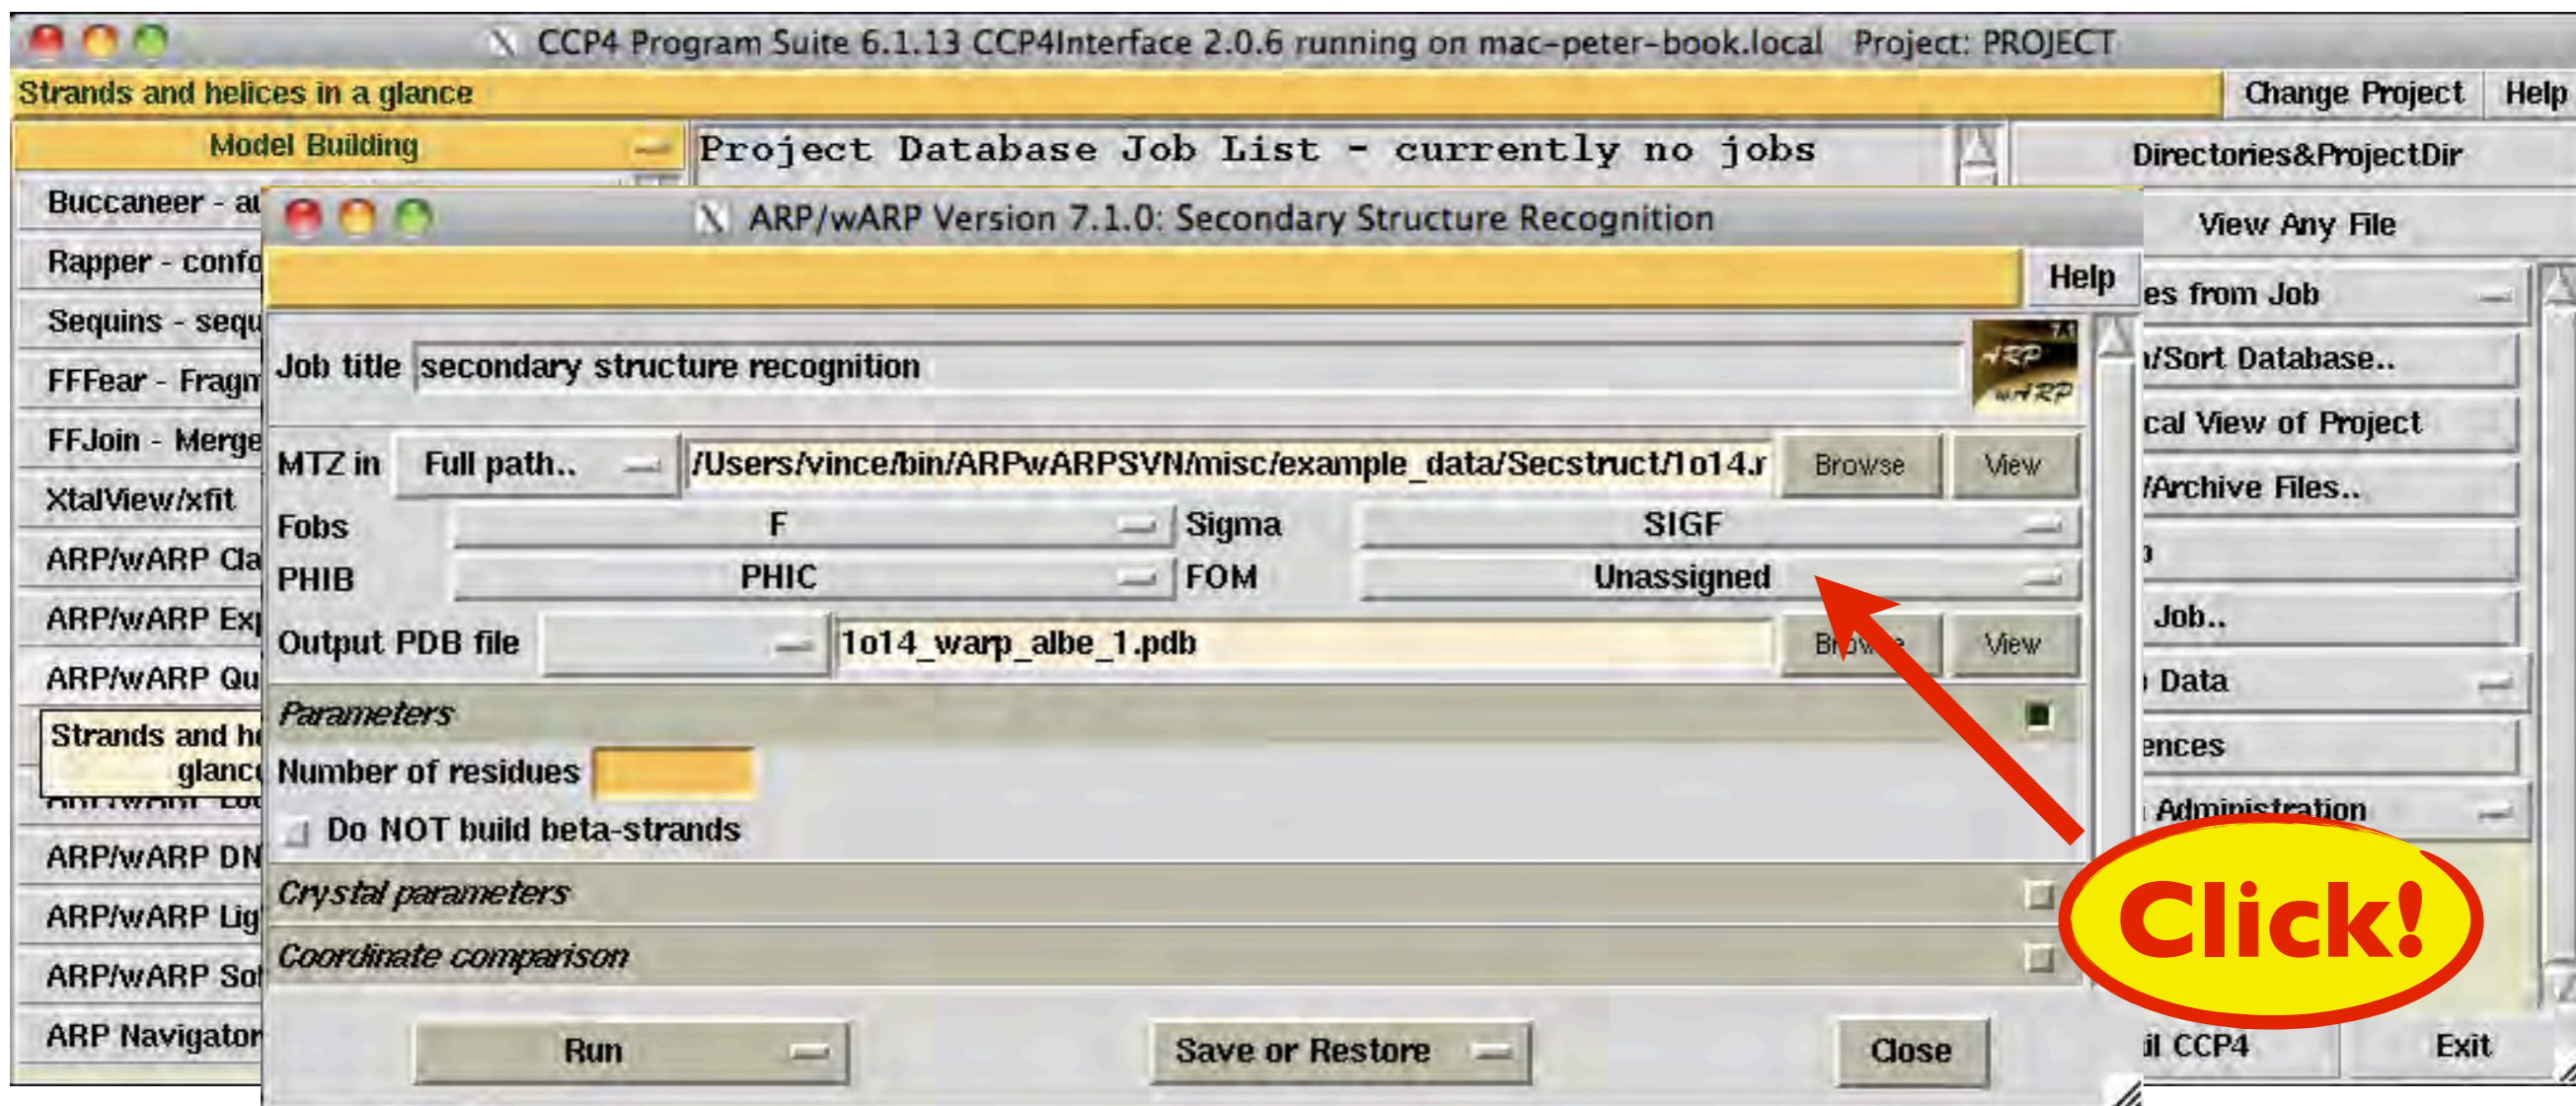 CCP4 Program Suite 6.1.13 CCP4Interface 2.0.6 running on mac-peter-book.local Project: PROJECT
Strands and helices in a glance
Change Project Help
Model Building
Project Database Job List - currently no jobs
Directories&ProjectDir
Buccaneer - au
ARP/wARP Version 7.1.0: Secondary Structure Recognition
View Any File
Rapper - confo
Help
es from Job
Sequins - sequ
Job title secondary structure recognition
ARP
wARP
/Sort Database..
FFFear - Fragm
FFJoin - Merge
cal View of Project
MTZ in Full path.. /Users/vince/bin/ARPwARPSVN/misc/example_data/Secstruct/1o14.r Browse View
XtalView/xfit
/Archive Files..
Fobs F Sigma SIGF
ARP/wARP Cla
PHIB PHIC FOM Unassigned
ARP/wARP Exp
Job..
Output PDB file 1o14_warp_albe_1.pdb Browse View
ARP/wARP Qu
Data
Parameters
Strands and he
glance
ences
Number of residues
Administration
Do NOT build beta-strands
ARP/wARP DN
Crystal parameters
ARP/wARP Lig
Click!
Coordinate comparison
ARP/wARP Sol
ARP Navigator
Run Save or Restore Close
il CCP4 Exit